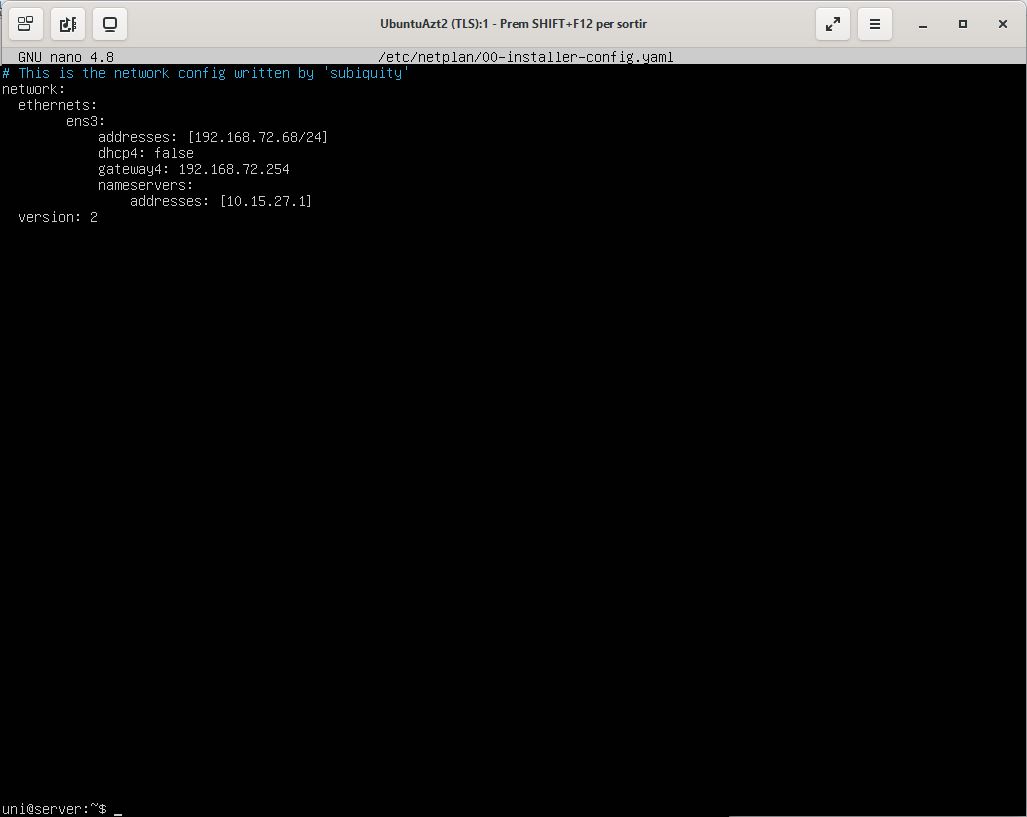 UbuntuAzt2 (TLS):1 - Prem SHIFT+F12 per sortir
GNU nano 4.8 /etc/netplan/00-installer-config.yaml
# This is the network config written by 'subiquity'
network:
  ethernets:
        ens3:
            addresses: [192.168.72.68/24]
            dhcp4: false
            gateway4: 192.168.72.254
            nameservers:
                addresses: [10.15.27.1]
  version: 2
uni@server:~$ _